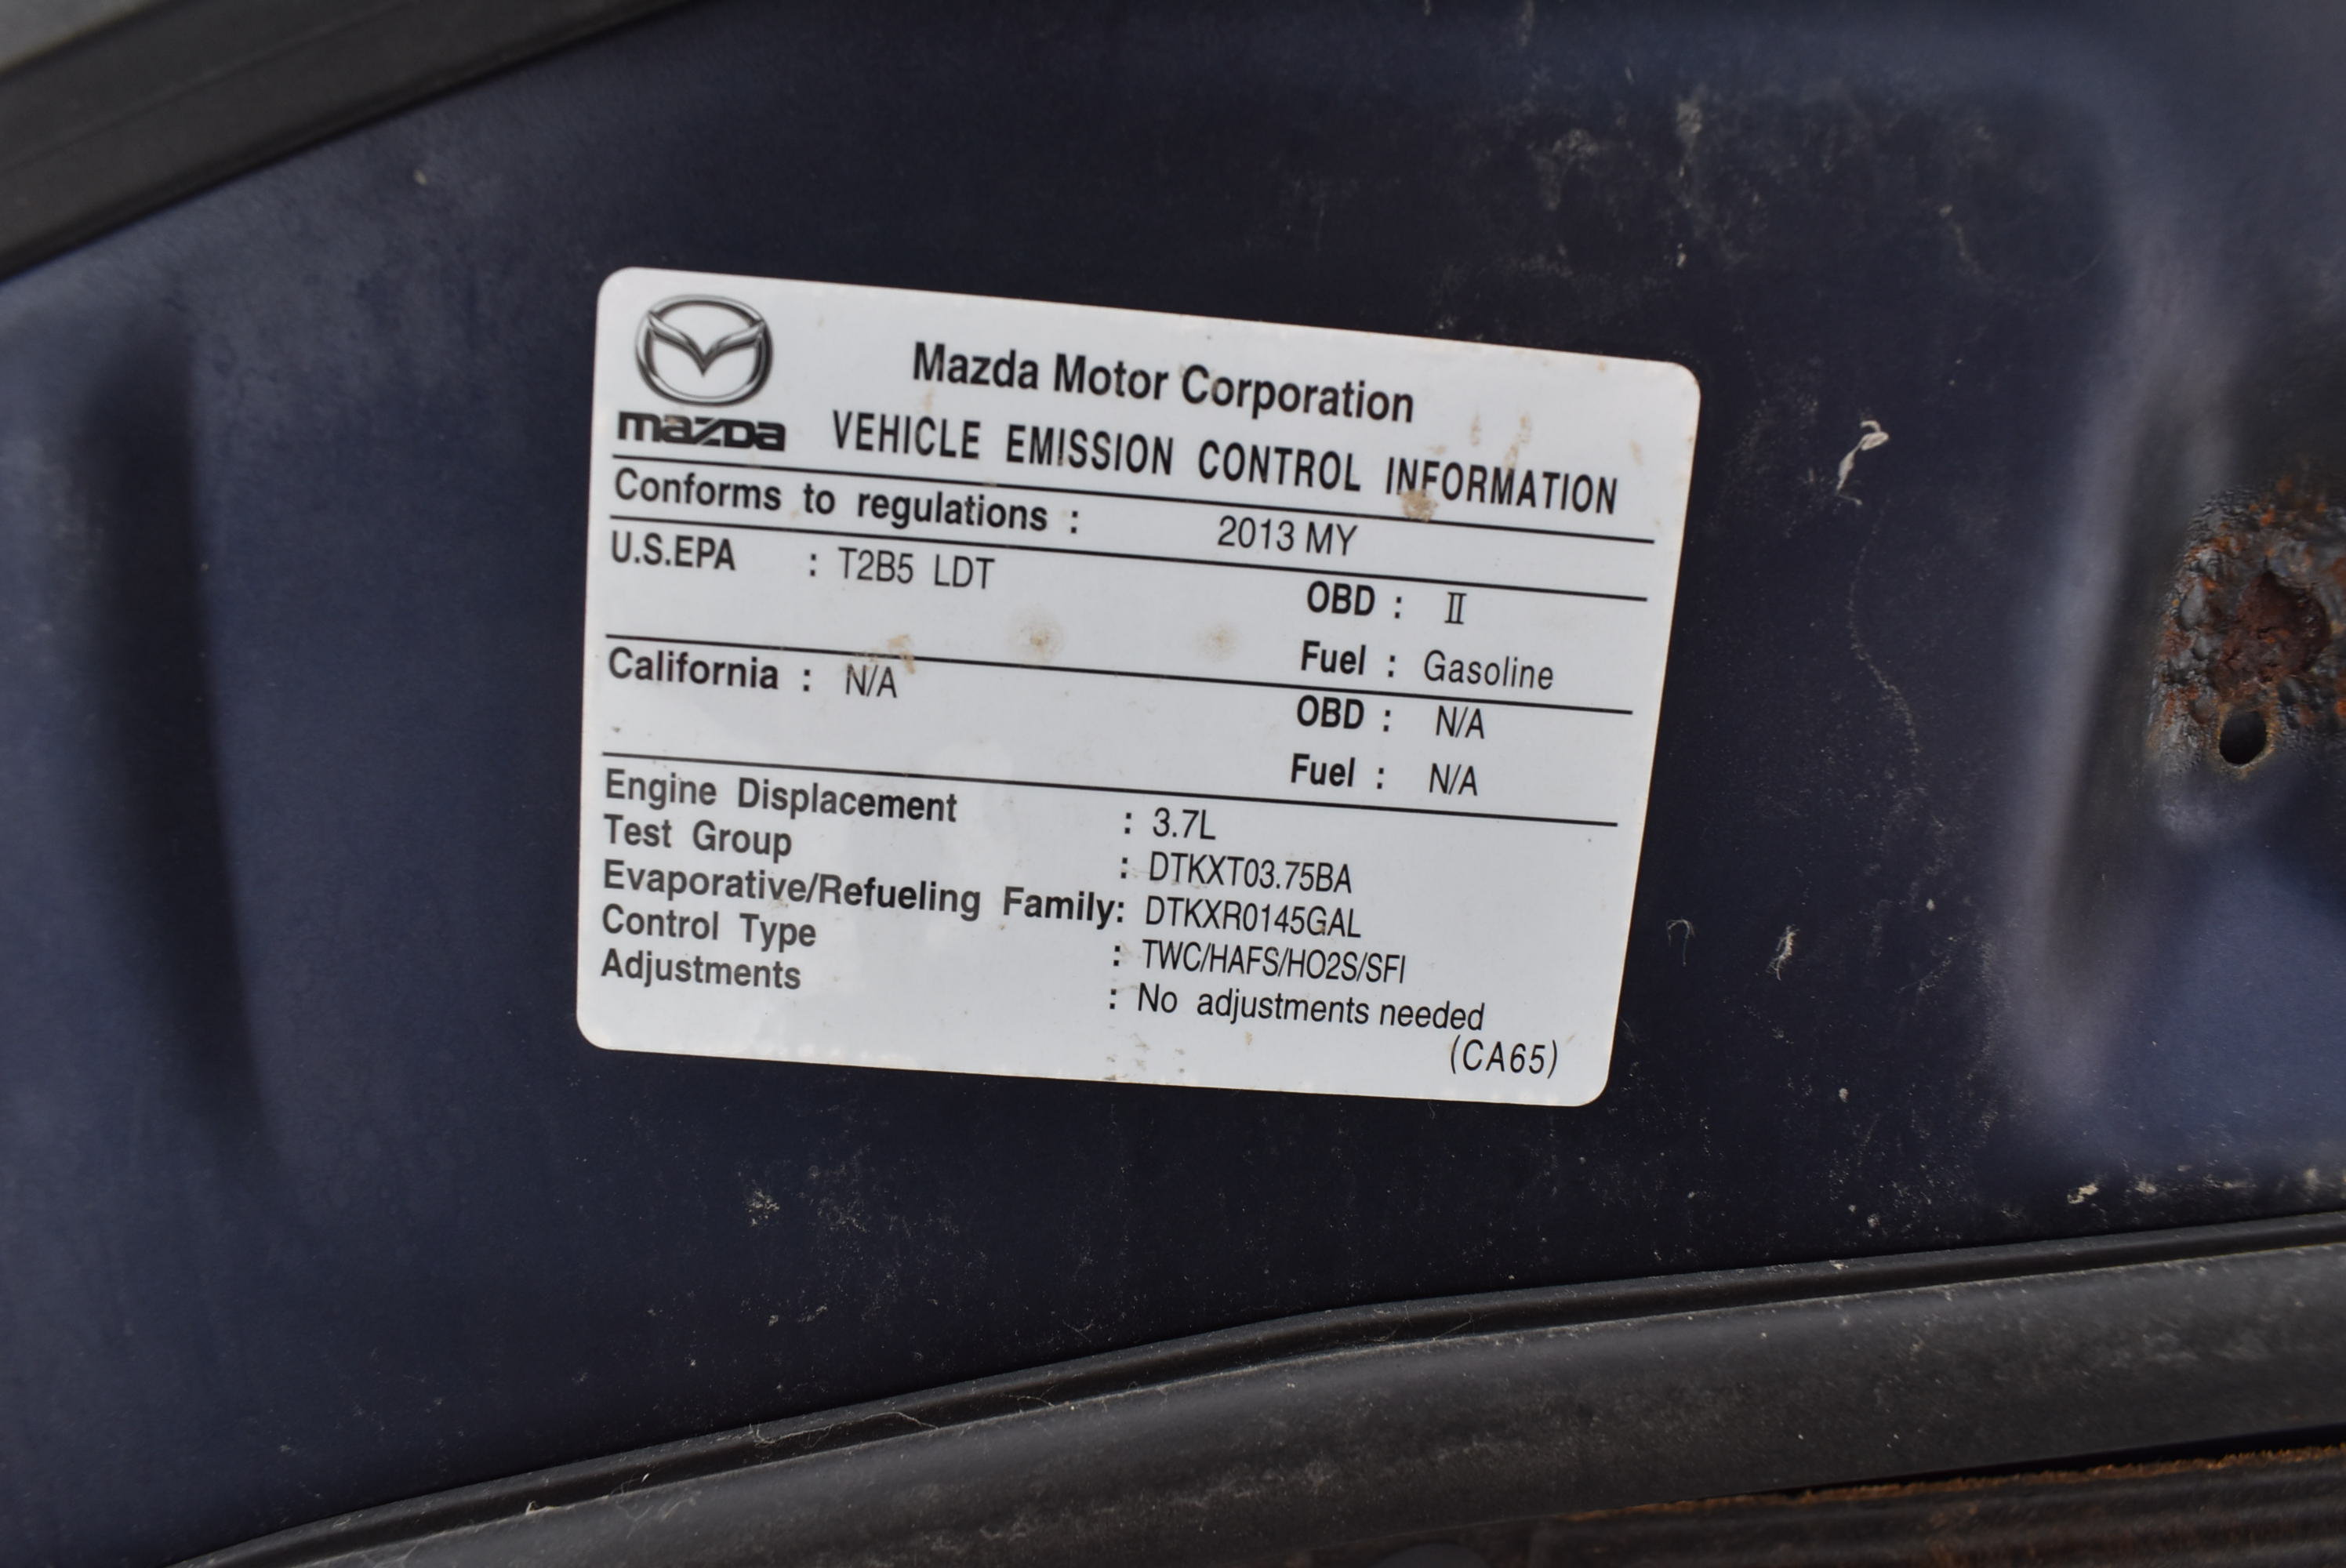 mazda
Mazda Motor Corporation
VEHICLE EMISSION CONTROL INFORMATION
Conforms to regulations : 2013 MY
U.S.EPA : T2B5 LDT OBD : II
Fuel : Gasoline
California : N/A OBD : N/A
Fuel : N/A
Engine Displacement : 3.7L
Test Group : DTKXT03.75BA
Evaporative/Refueling Family: DTKXR0145GAL
Control Type : TWC/HAFS/HO2S/SFI
Adjustments : No adjustments needed
(CA65)